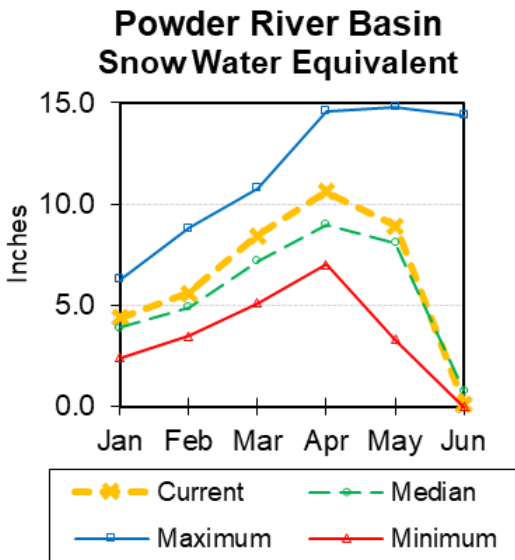 Powder River Basin
Snow Water Equivalent
15.0
10.0
5.0
0.0
Inches
Jan Feb Mar Apr May Jun
Current Median
Maximum Minimum